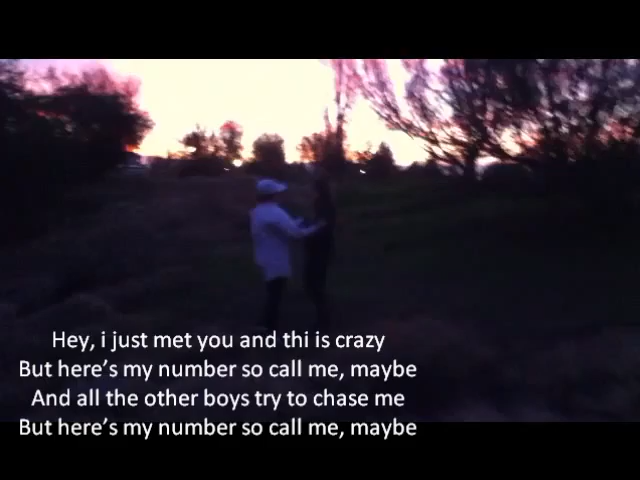 Hey, i just met you and thi is crazy
But here's my number so call me, maybe
And all the other boys try to chase me
But here's my number so call me, maybe